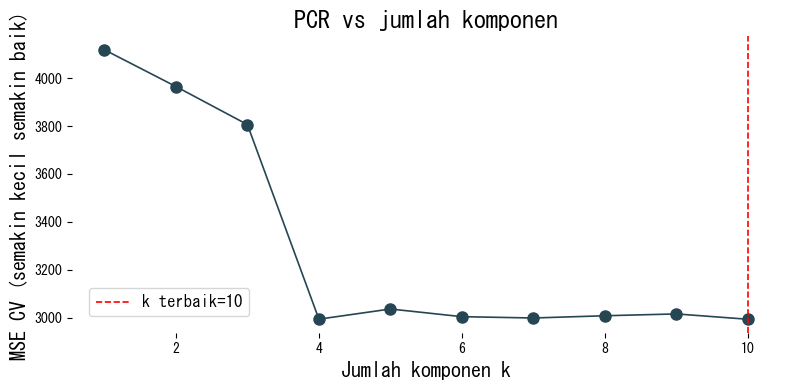 PCR vs jumlah komponen
MSE CV (semakin kecil semakin baik)
4000
3800
3600
3400
3200
3000
k terbaik=10
2
4
6
8
10
Jumlah komponen k